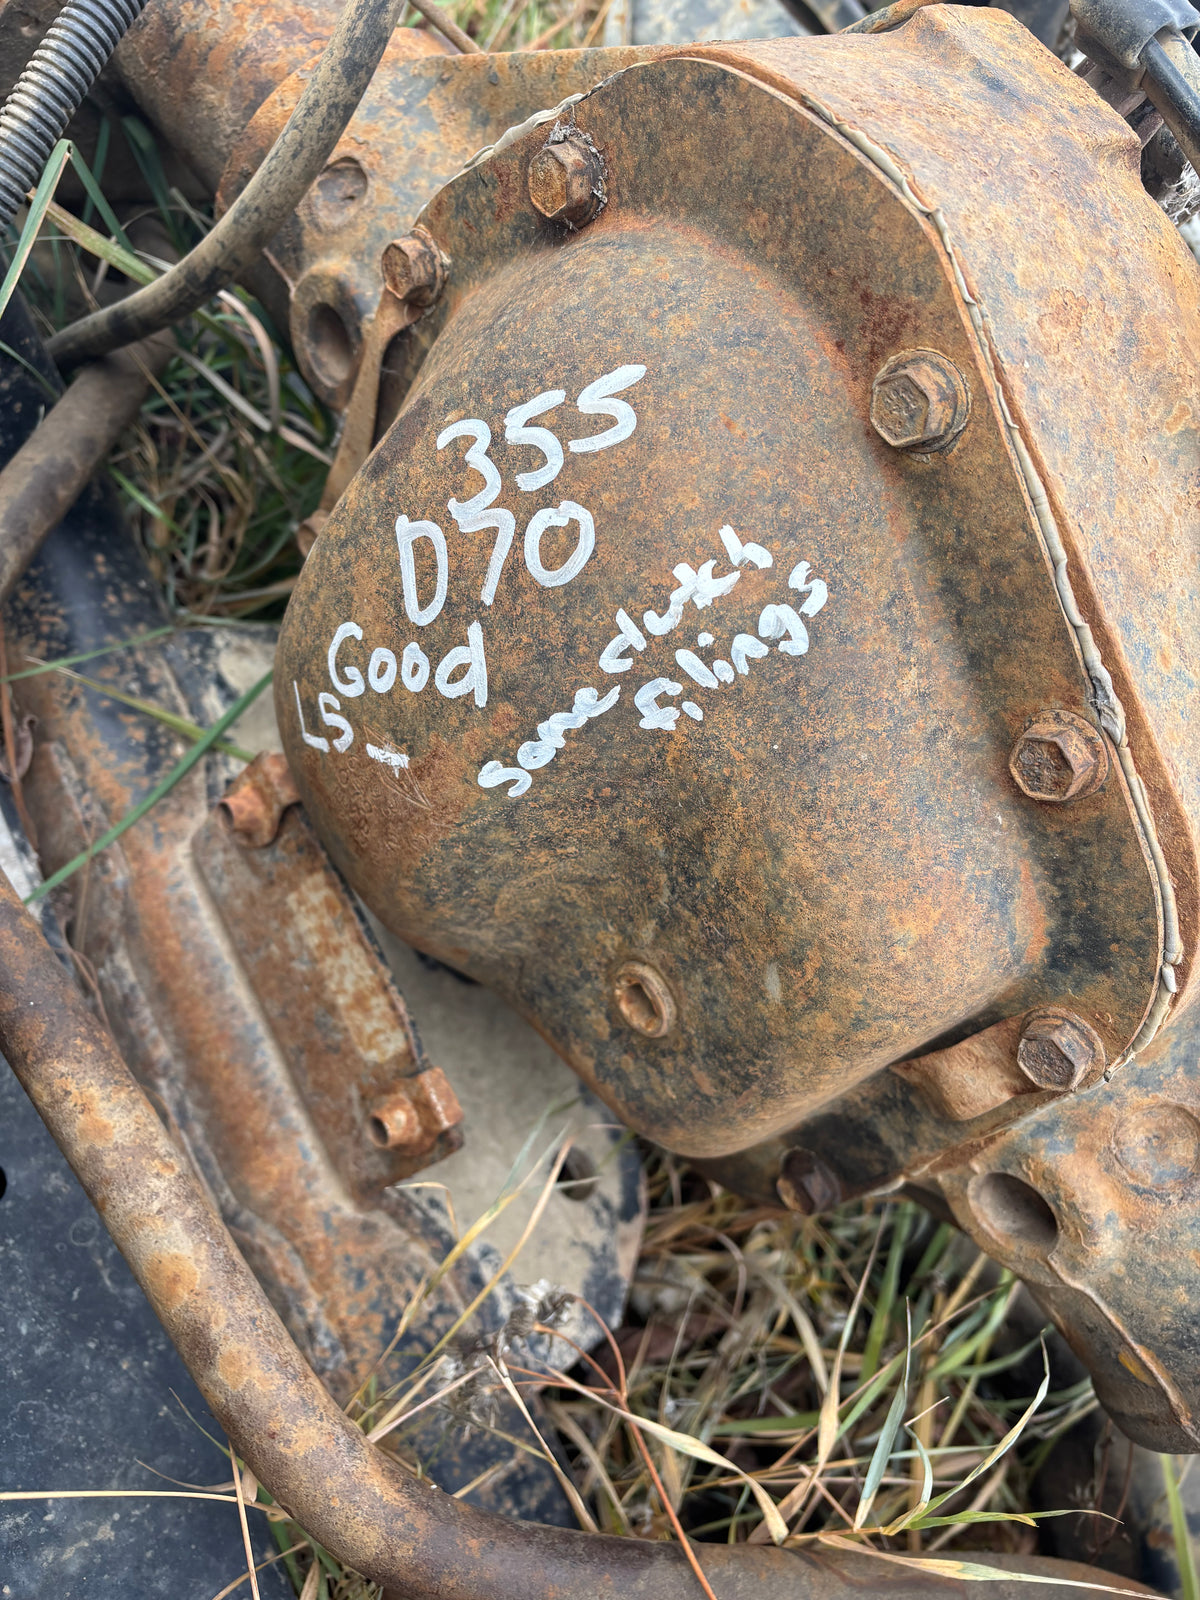 355
D70
Good
LS -
some clutch
filings